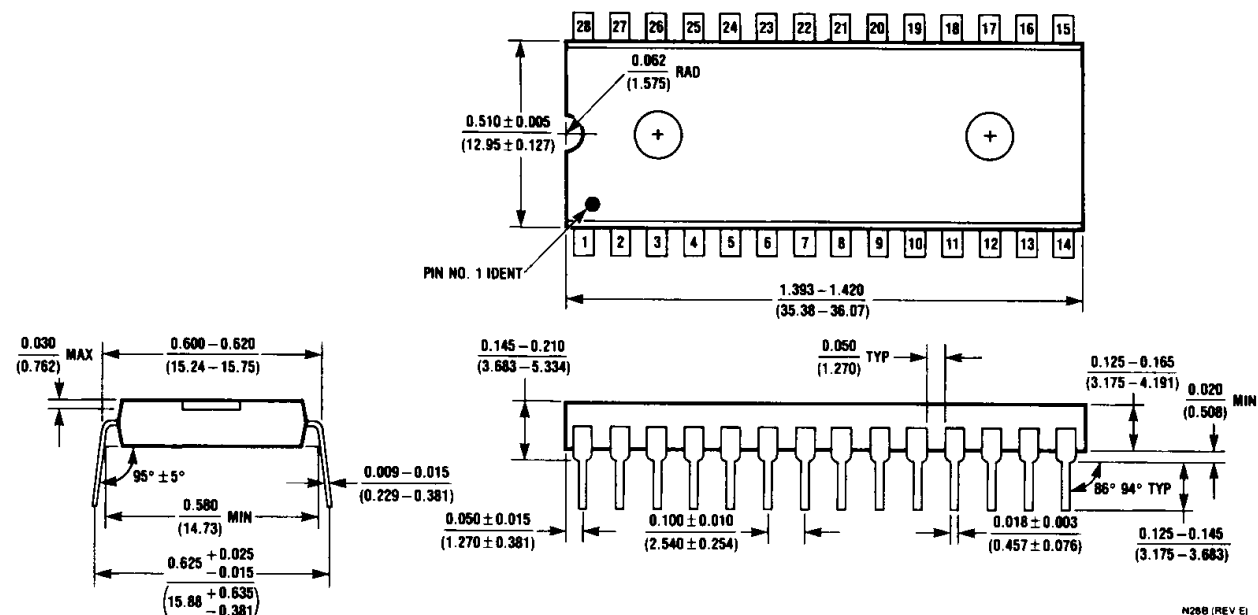 28 27 26 25 24 23 22 21 20 19 18 17 16 15
0.062
(1.575)
RAD
0.510 ± 0.005
(12.95 ± 0.127)
1 2 3 4 5 6 7 8 9 10 11 12 13 14
PIN NO. 1 IDENT
1.393 – 1.420
(35.38 – 36.07)
0.030
(0.762)
MAX
0.600 – 0.620
(15.24 – 15.75)
95° ± 5°
0.009 – 0.015
(0.229 – 0.381)
0.580
(14.73)
MIN
0.625 + 0.025
– 0.015
(15.88 + 0.635)
– 0.381
0.145 – 0.210
(3.683 – 5.334)
0.050
(1.270)
TYP
0.125 – 0.165
(3.175 – 4.191)
0.020
(0.508)
MIN
86° 94° TYP
0.050 ± 0.015
(1.270 ± 0.381)
0.100 ± 0.010
(2.540 ± 0.254)
0.018 ± 0.003
(0.457 ± 0.076)
0.125 – 0.145
(3.175 – 3.683)
N28B (REV E)